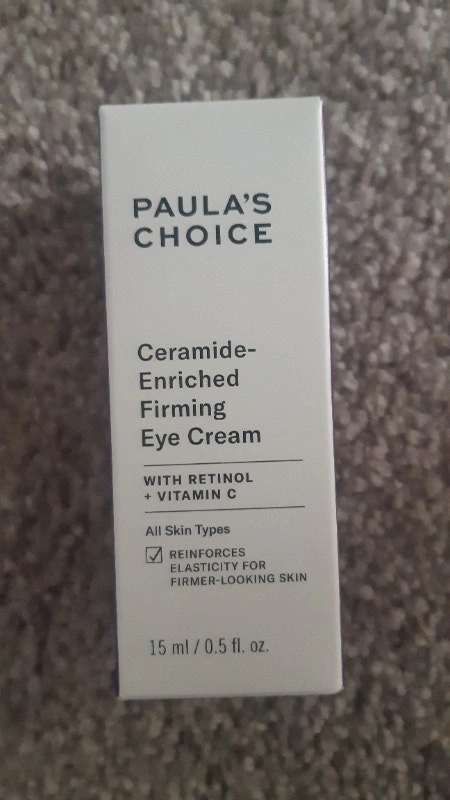 PAULA'S
CHOICE
Ceramide-
Enriched
Firming
Eye Cream
WITH RETINOL
+ VITAMIN C
All Skin Types
REINFORCES
ELASTICITY FOR
FIRMER-LOOKING SKIN
15 ml / 0.5 fl. oz.